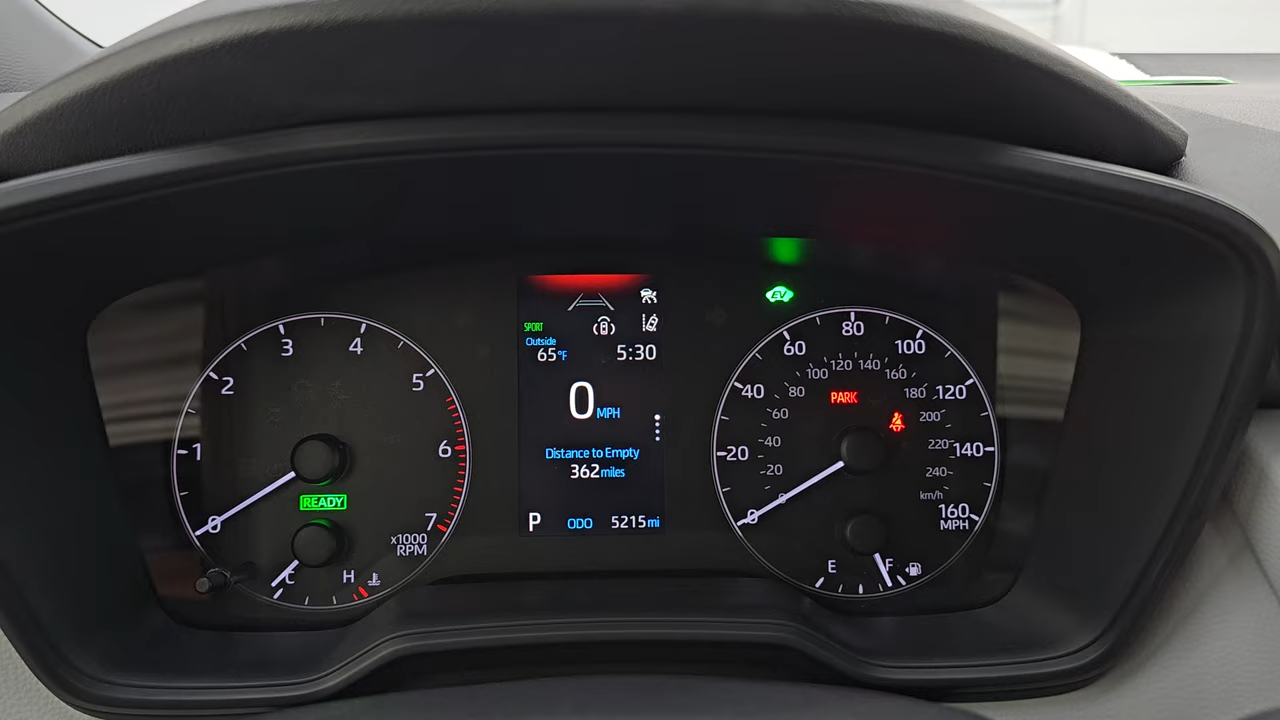 0
1
2
3
4
5
6
7
x1000
RPM
READY
C
H
SPORT
Outside
65°F
5:30
0 MPH
Distance to Empty
362 miles
P
ODO
5215 mi
EV
0
20
40
60
80
100
120
140
160
MPH
0
20
40
60
80
100
120
140
160
180
200
220
240
km/h
PARK
E
F